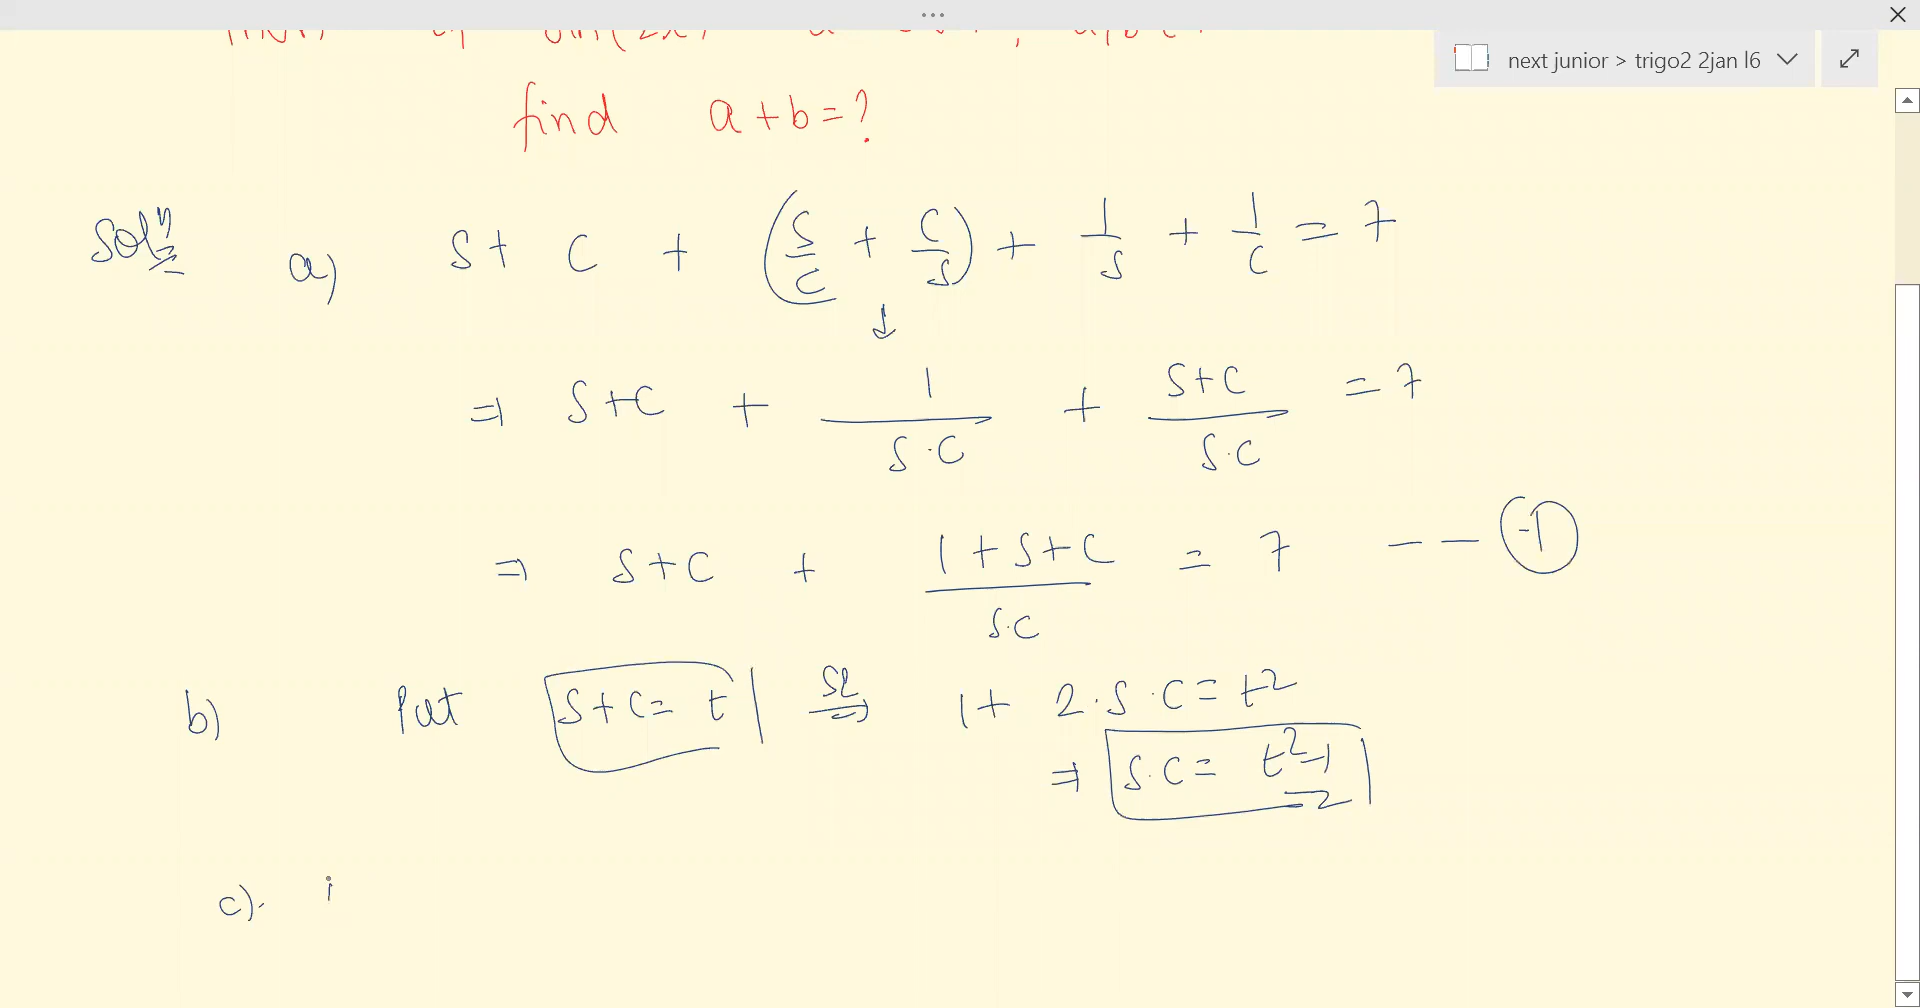 next junior > trigo2 2jan l6
find a+b=?
Solⁿ a) S+ C + (S/C + C/S) + 1/S + 1/C = 7
↓
⇒ S+C + 1/S·C + S+C/S·C = 7
⇒ S+C + 1+S+C/S·C = 7 -- (-1)
b) Put S+C= t | 1+ 2·S·C= t²
⇒ S·C= t²-1/2
c).